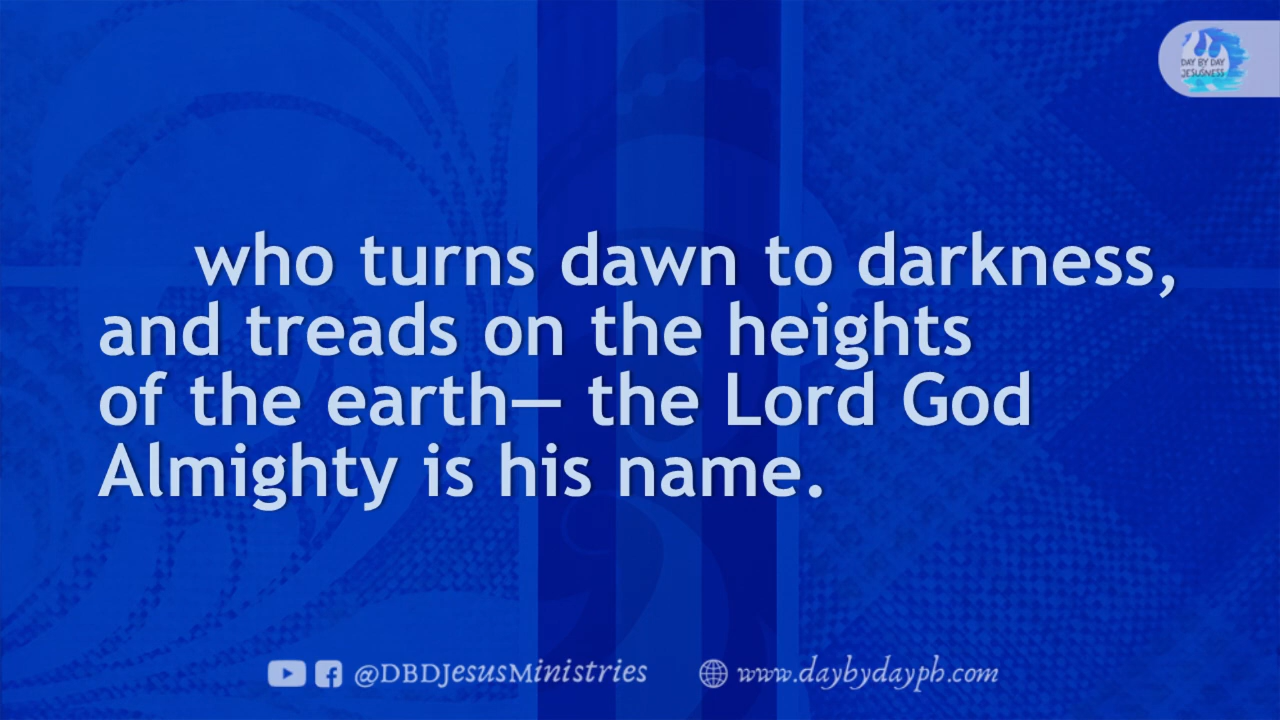 DAY BY DAY
JESUSNESS
who turns dawn to darkness,
and treads on the heights
of the earth— the Lord God
Almighty is his name.
@DBDJesusMinistries
www.daybydayph.com